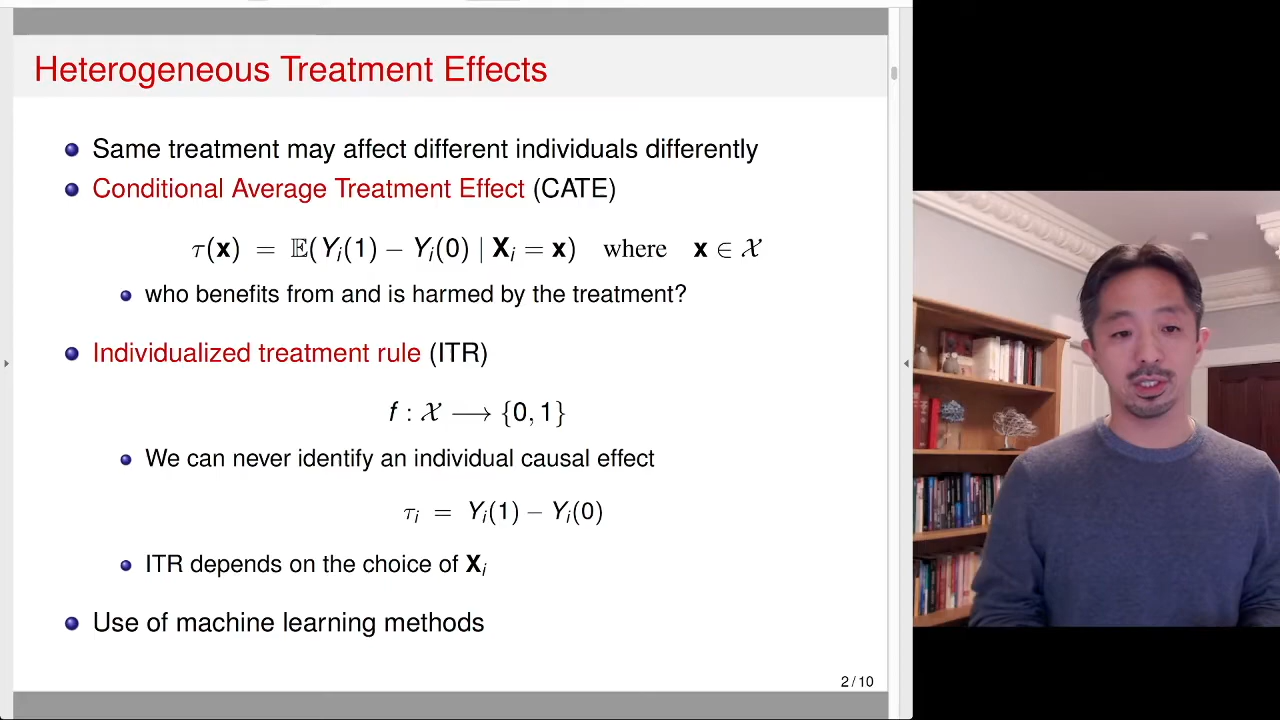 Heterogeneous Treatment Effects
Same treatment may affect different individuals differently
Conditional Average Treatment Effect (CATE)
τ(x) = 𝔼(Yᵢ(1) − Yᵢ(0) | Xᵢ = x) where x ∈ 𝒳
who benefits from and is harmed by the treatment?
Individualized treatment rule (ITR)
f : 𝒳 ⟶ {0, 1}
We can never identify an individual causal effect
τᵢ = Yᵢ(1) − Yᵢ(0)
ITR depends on the choice of Xᵢ
Use of machine learning methods
2 / 10